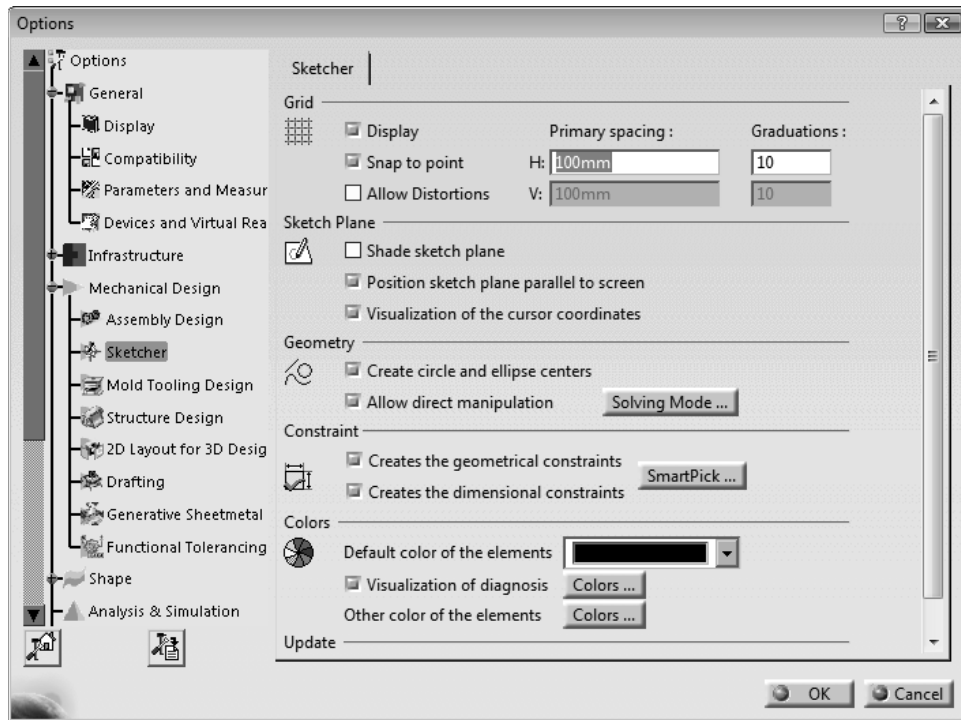 Options
Options
General
Display
Compatibility
Parameters and Measur
Devices and Virtual Rea
Infrastructure
Mechanical Design
Assembly Design
Sketcher
Mold Tooling Design
Structure Design
2D Layout for 3D Desig
Drafting
Generative Sheetmetal
Functional Tolerancing
Shape
Analysis & Simulation
Sketcher
Grid
Display Primary spacing : Graduations :
Snap to point H: 100mm 10
Allow Distortions V: 100mm 10
Sketch Plane
Shade sketch plane
Position sketch plane parallel to screen
Visualization of the cursor coordinates
Geometry
Create circle and ellipse centers
Allow direct manipulation Solving Mode ...
Constraint
Creates the geometrical constraints
SmartPick ...
Creates the dimensional constraints
Colors
Default color of the elements
Visualization of diagnosis Colors ...
Other color of the elements Colors ...
Update
OK Cancel